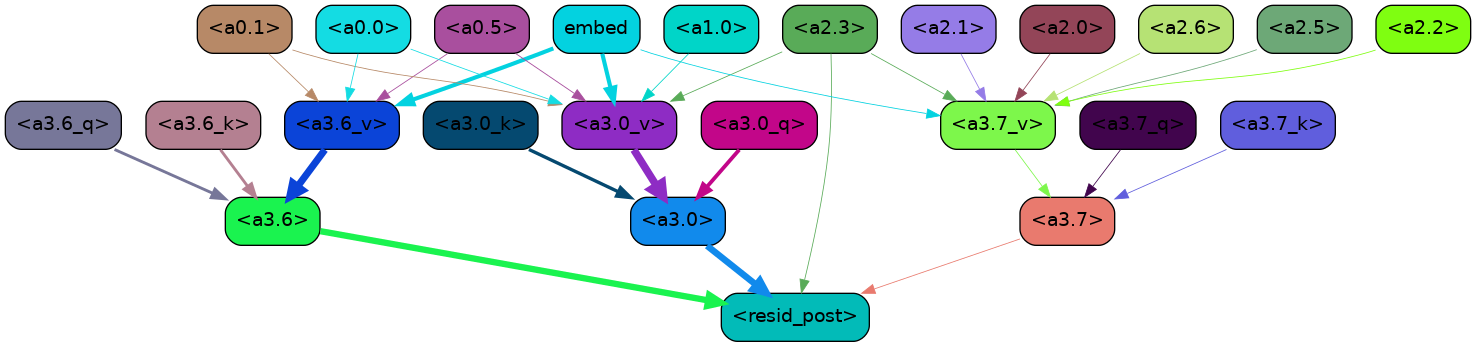 <a0.1> <a0.0> <a0.5> embed <a1.0> <a2.3> <a2.1> <a2.0> <a2.6> <a2.5> <a2.2>
<a3.6_q> <a3.6_k> <a3.6_v> <a3.0_k> <a3.0_v> <a3.0_q> <a3.7_v> <a3.7_q> <a3.7_k>
<a3.6> <a3.0> <a3.7>
<resid_post>